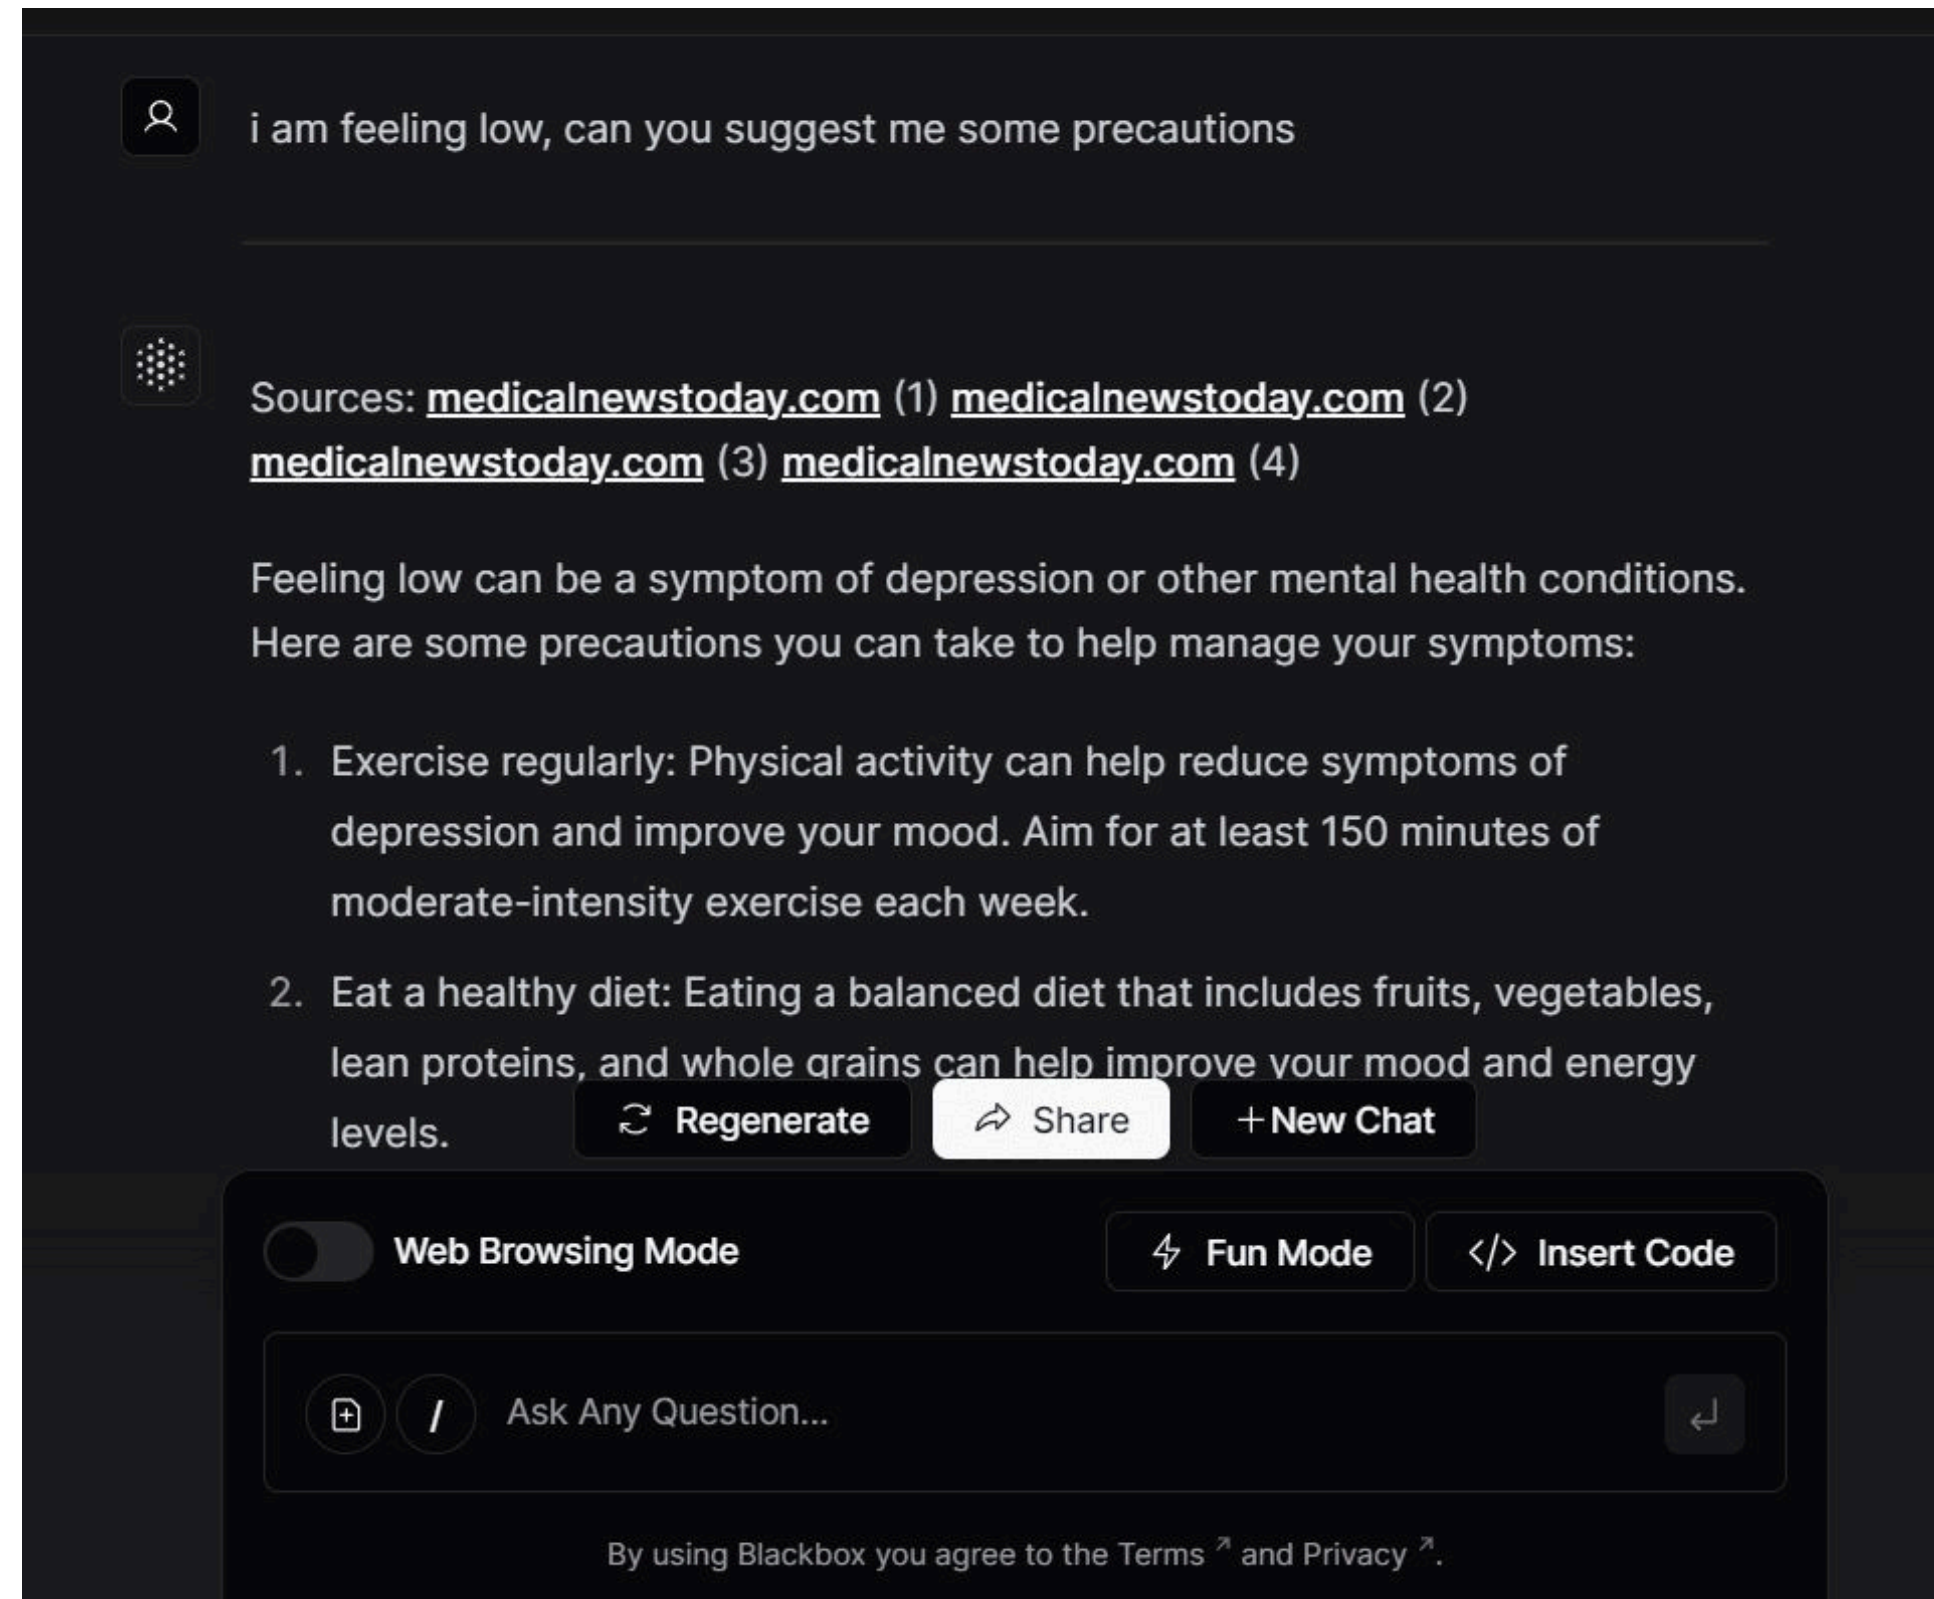 i am feeling low, can you suggest me some precautions
Sources: medicalnewstoday.com (1) medicalnewstoday.com (2)
medicalnewstoday.com (3) medicalnewstoday.com (4)
Feeling low can be a symptom of depression or other mental health conditions.
Here are some precautions you can take to help manage your symptoms:
1. Exercise regularly: Physical activity can help reduce symptoms of
depression and improve your mood. Aim for at least 150 minutes of
moderate-intensity exercise each week.
2. Eat a healthy diet: Eating a balanced diet that includes fruits, vegetables,
lean proteins, and whole grains can help improve your mood and energy
levels.
Regenerate Share +New Chat
Web Browsing Mode Fun Mode </> Insert Code
/ Ask Any Question...
By using Blackbox you agree to the Terms ↗ and Privacy ↗.